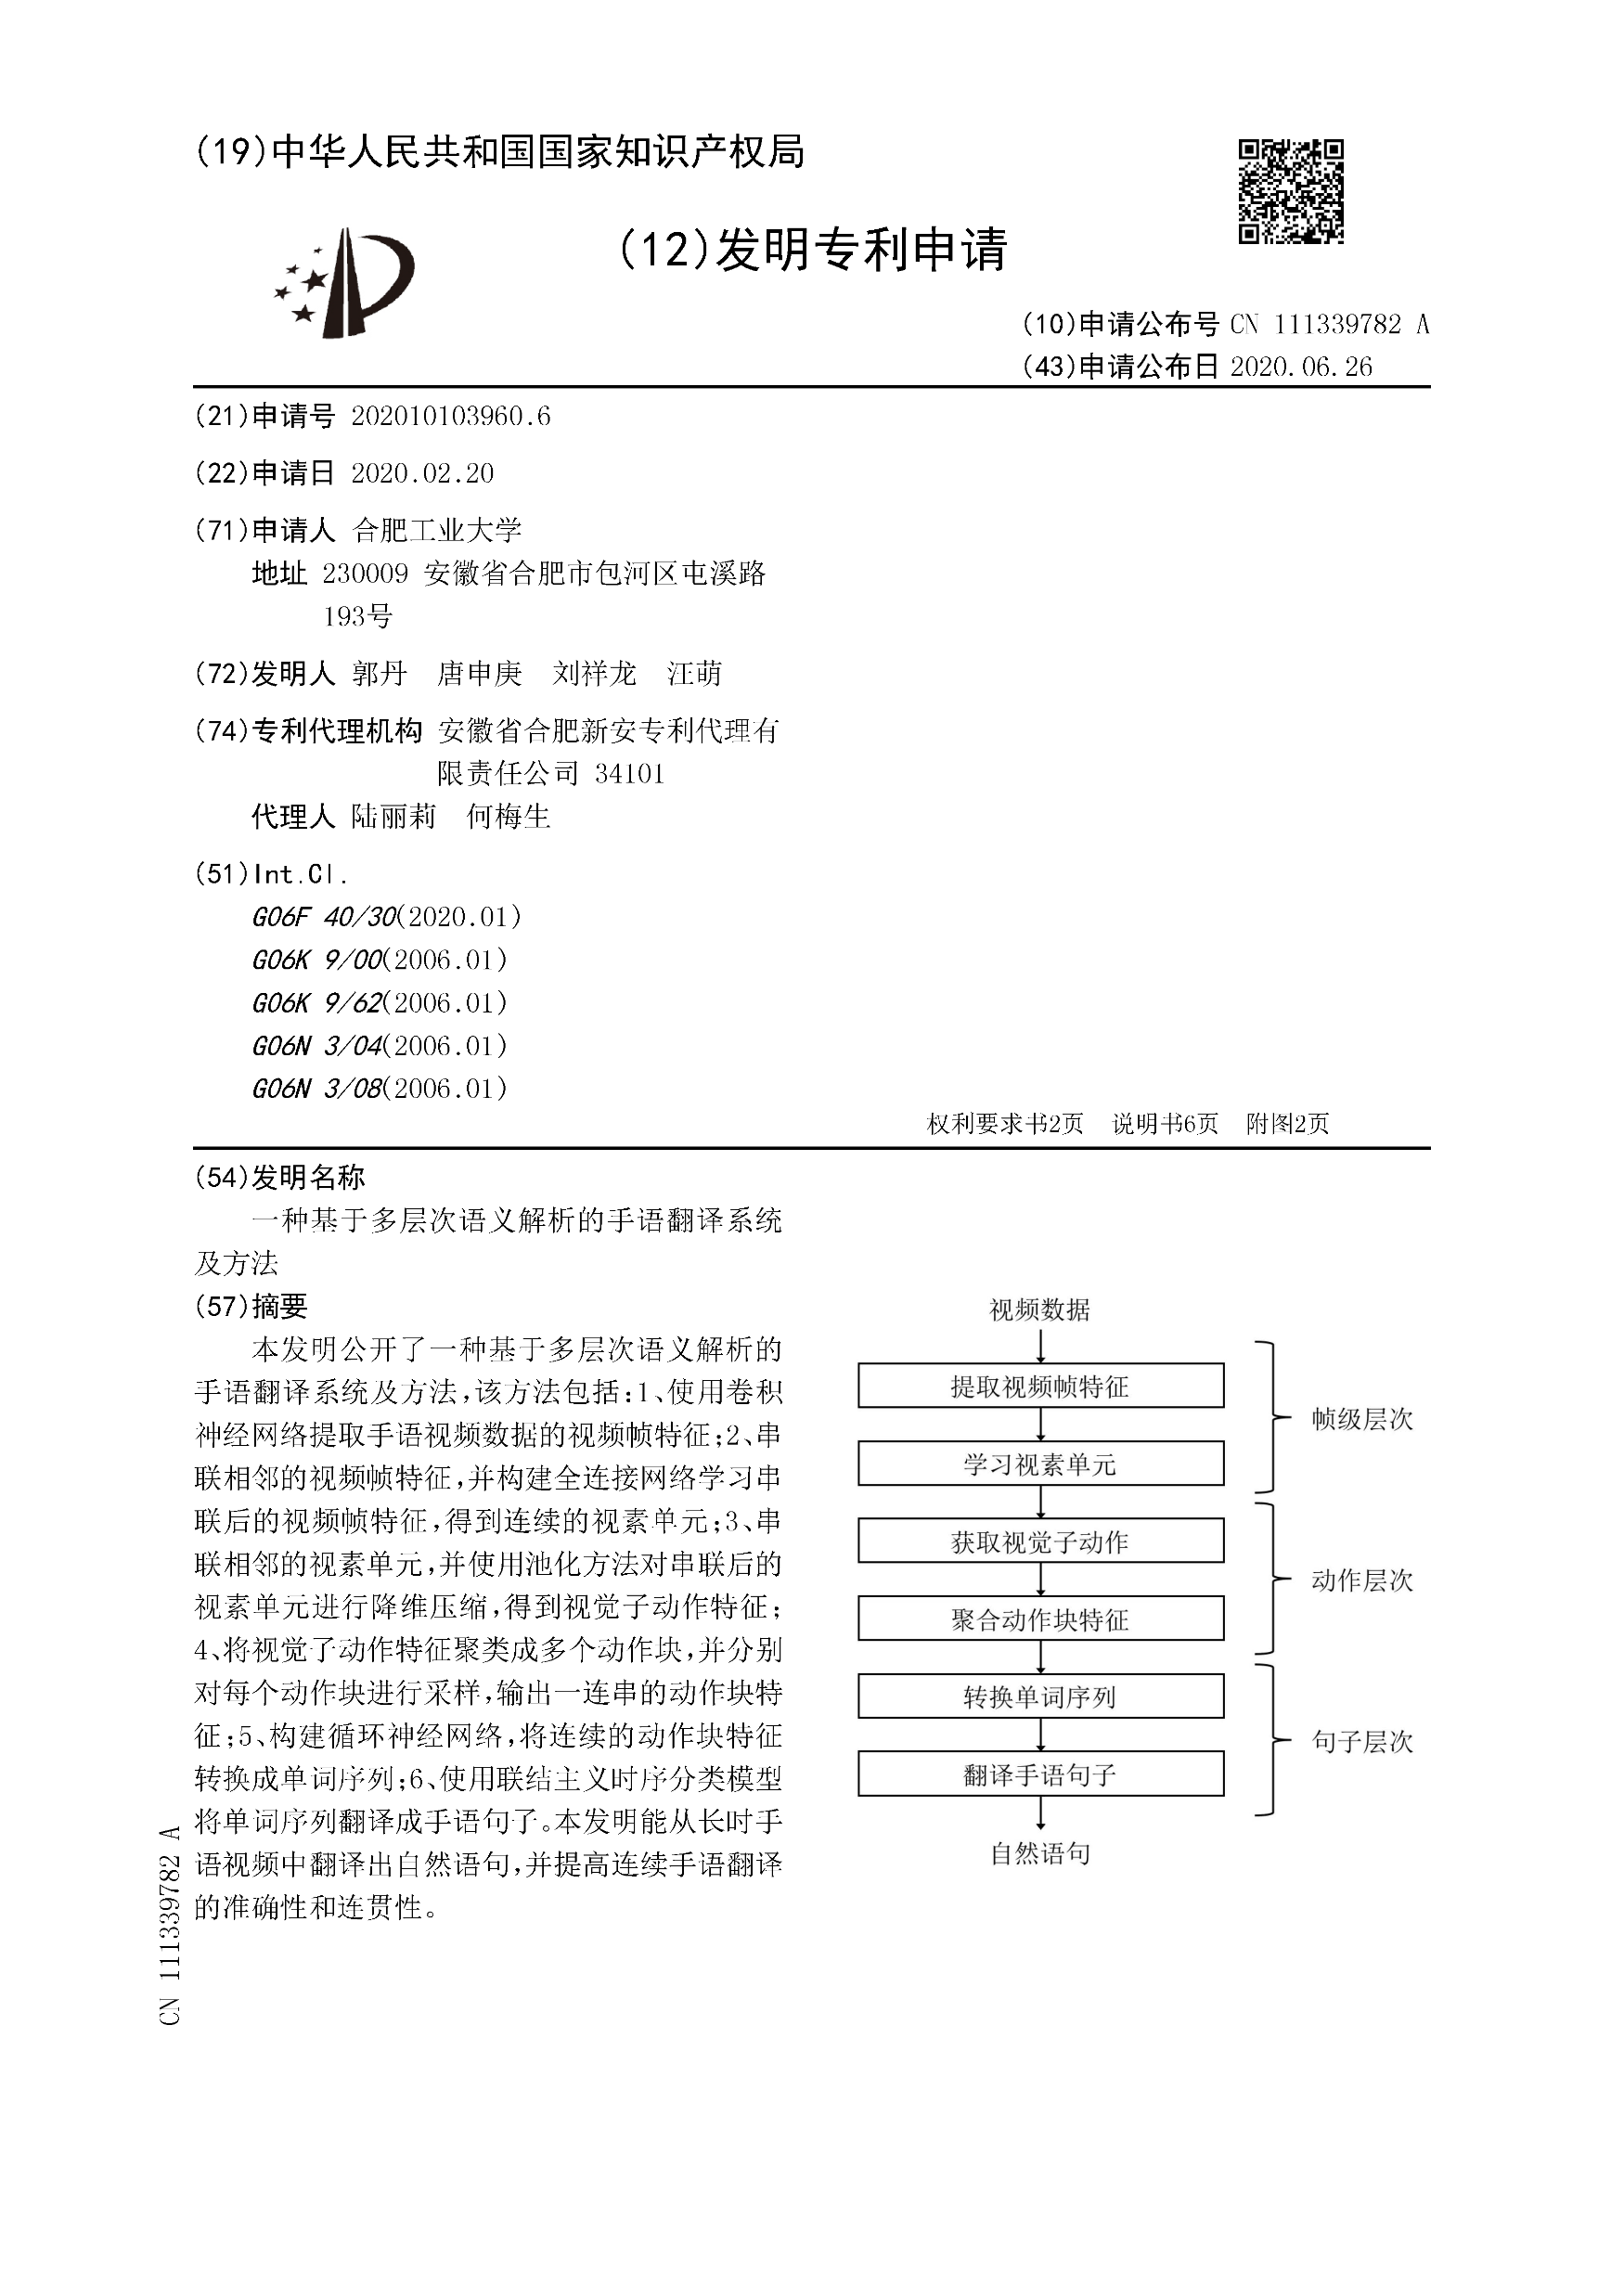 (19)中华人民共和国国家知识产权局
(12)发明专利申请
(10)申请公布号 CN 111339782 A
(43)申请公布日 2020.06.26
(21)申请号 202010103960.6
(22)申请日 2020.02.20
(71)申请人 合肥工业大学
地址 230009 安徽省合肥市包河区屯溪路
193号
(72)发明人 郭丹 唐申庚 刘祥龙 汪萌
(74)专利代理机构 安徽省合肥新安专利代理有
限责任公司 34101
代理人 陆丽莉 何梅生
(51)Int.Cl.
G06F 40/30(2020.01)
G06K 9/00(2006.01)
G06K 9/62(2006.01)
G06N 3/04(2006.01)
G06N 3/08(2006.01)
权利要求书2页 说明书6页 附图2页
(54)发明名称
一种基于多层次语义解析的手语翻译系统
及方法
(57)摘要
本发明公开了一种基于多层次语义解析的
手语翻译系统及方法,该方法包括:1、使用卷积
神经网络提取手语视频数据的视频帧特征;2、串
联相邻的视频帧特征,并构建全连接网络学习串
联后的视频帧特征,得到连续的视素单元;3、串
联相邻的视素单元,并使用池化方法对串联后的
视素单元进行降维压缩,得到视觉子动作特征;
4、将视觉子动作特征聚类成多个动作块,并分别
对每个动作块进行采样,输出一连串的动作块特
征;5、构建循环神经网络,将连续的动作块特征
转换成单词序列;6、使用联结主义时序分类模型
将单词序列翻译成手语句子。本发明能从长时手
语视频中翻译出自然语句,并提高连续手语翻译
的准确性和连贯性。
视频数据
提取视频帧特征
学习视素单元
帧级层次
获取视觉子动作
聚合动作块特征
动作层次
转换单词序列
翻译手语句子
句子层次
自然语句
CN 111339782 A